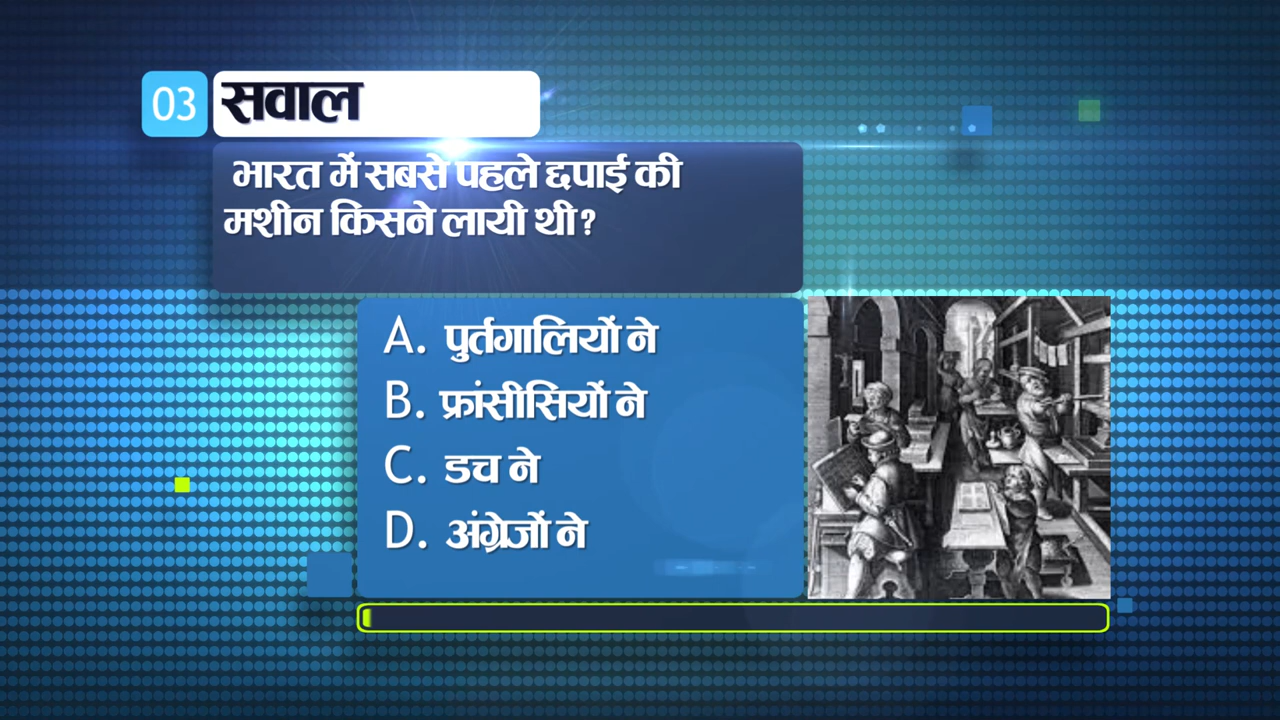 03 सवाल
भारत में सबसे पहले छपाई की
मशीन किसने लायी थी?
A. पुर्तगालियों ने
B. फ्रांसीसियों ने
C. डच ने
D. अंग्रेजों ने